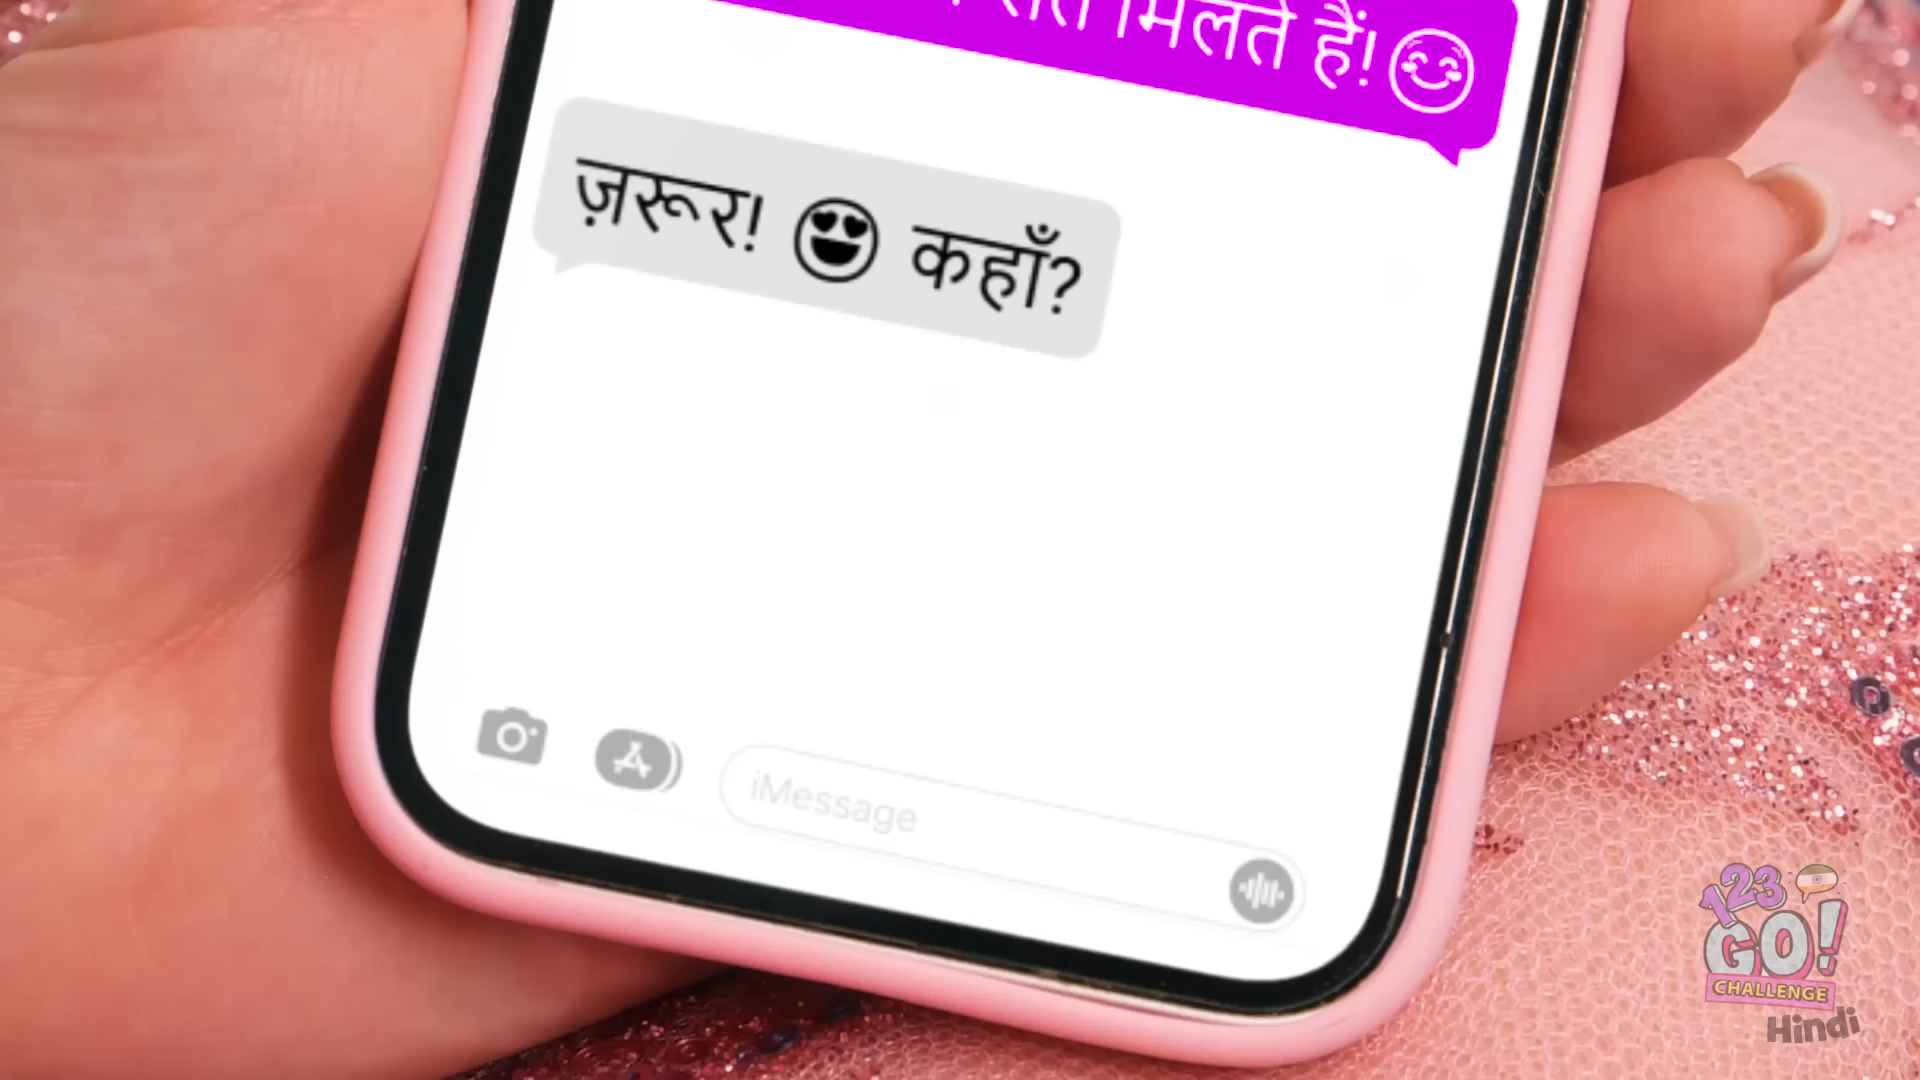 रात मिलते हैं! 😊
ज़रूर! 😍 कहाँ?
iMessage
123
GO!
CHALLENGE
Hindi